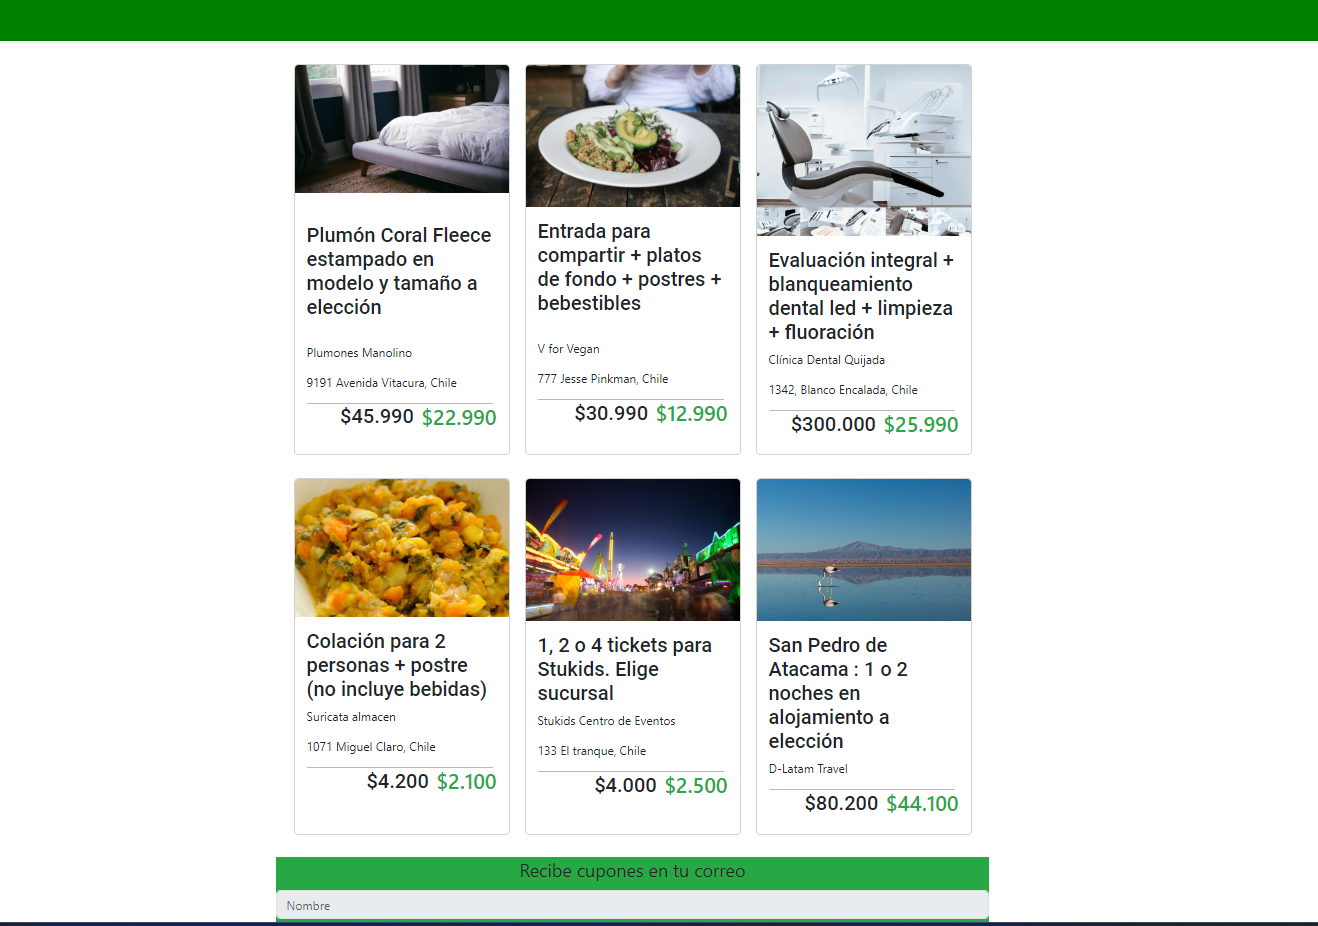 Plumón Coral Fleece
estampado en
modelo y tamaño a
elección
Plumones Manolino
9191 Avenida Vitacura, Chile
$45.990 $22.990
Entrada para
compartir + platos
de fondo + postres +
bebestibles
V for Vegan
777 Jesse Pinkman, Chile
$30.990 $12.990
Evaluación integral +
blanqueamiento
dental led + limpieza
+ fluoración
Clínica Dental Quijada
1342, Blanco Encalada, Chile
$300.000 $25.990
Colación para 2
personas + postre
(no incluye bebidas)
Suricata almacen
1071 Miguel Claro, Chile
$4.200 $2.100
1, 2 o 4 tickets para
Stukids. Elige
sucursal
Stukids Centro de Eventos
133 El tranque, Chile
$4.000 $2.500
San Pedro de
Atacama : 1 o 2
noches en
alojamiento a
elección
D-Latam Travel
$80.200 $44.100
Recibe cupones en tu correo
Nombre